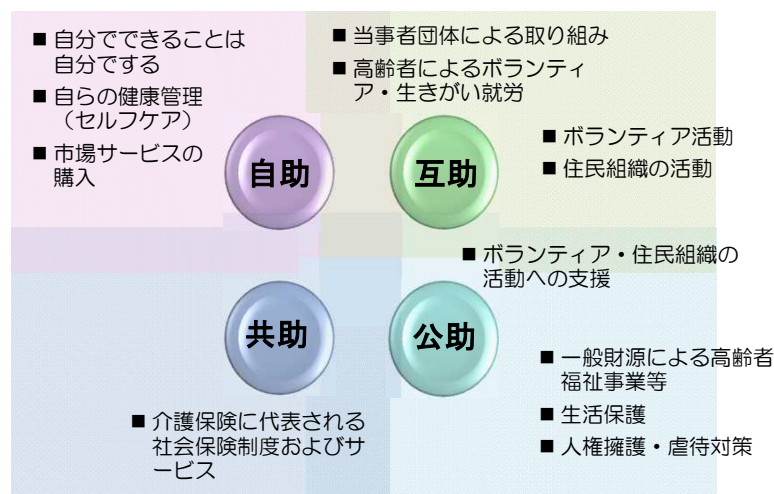 ■ 自分でできることは
自分でする
■ 自らの健康管理
（セルフケア）
■ 市場サービスの
購入
■ 当事者団体による取り組み
■ 高齢者によるボランティ
ア・生きがい就労
■ ボランティア活動
■ 住民組織の活動
自助
互助
■ ボランティア・住民組織の
活動への支援
共助
公助
■ 介護保険に代表される
社会保険制度およびサ
ービス
■ 一般財源による高齢者
福祉事業等
■ 生活保護
■ 人権擁護・虐待対策